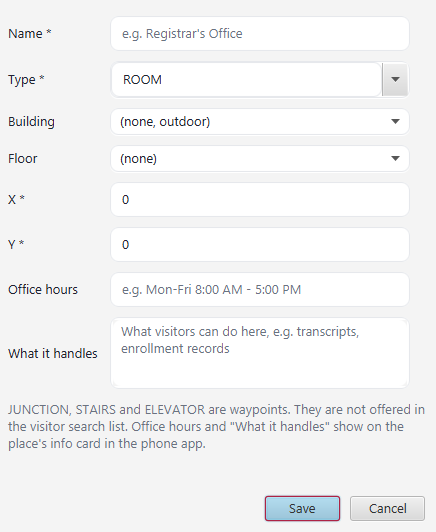 Name *
e.g. Registrar's Office
Type *
ROOM
Building
(none, outdoor)
Floor
(none)
X *
0
Y *
0
Office hours
e.g. Mon-Fri 8:00 AM - 5:00 PM
What it handles
What visitors can do here, e.g. transcripts,
enrollment records
JUNCTION, STAIRS and ELEVATOR are waypoints. They are not offered in
the visitor search list. Office hours and "What it handles" show on the
place's info card in the phone app.
Save
Cancel